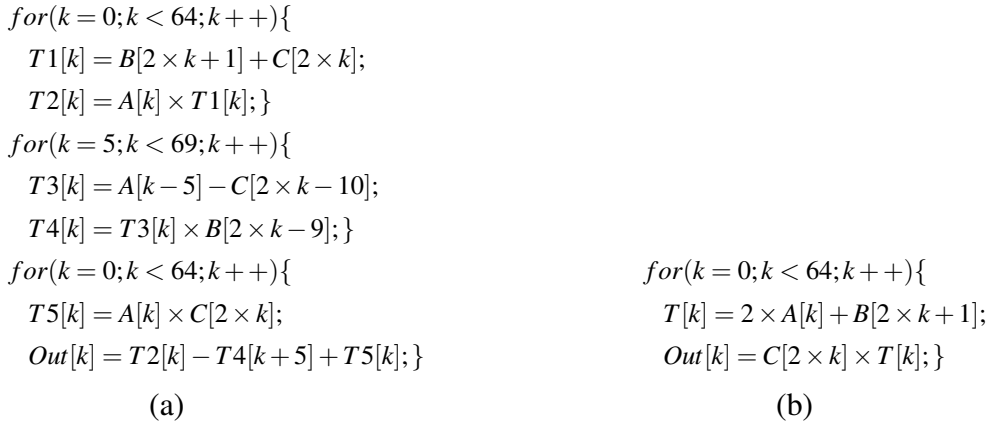 for(k = 0;k < 64;k++){
T1[k] = B[2 × k+1]+C[2 × k];
T2[k] = A[k] × T1[k];}
for(k = 5;k < 69;k++){
T3[k] = A[k−5]−C[2 × k−10];
T4[k] = T3[k] × B[2 × k−9];}
for(k = 0;k < 64;k++){
T5[k] = A[k] × C[2 × k];
Out[k] = T2[k]−T4[k+5]+T5[k];}
(a)
for(k = 0;k < 64;k++){
T[k] = 2 × A[k]+B[2 × k+1];
Out[k] = C[2 × k] × T[k];}
(b)